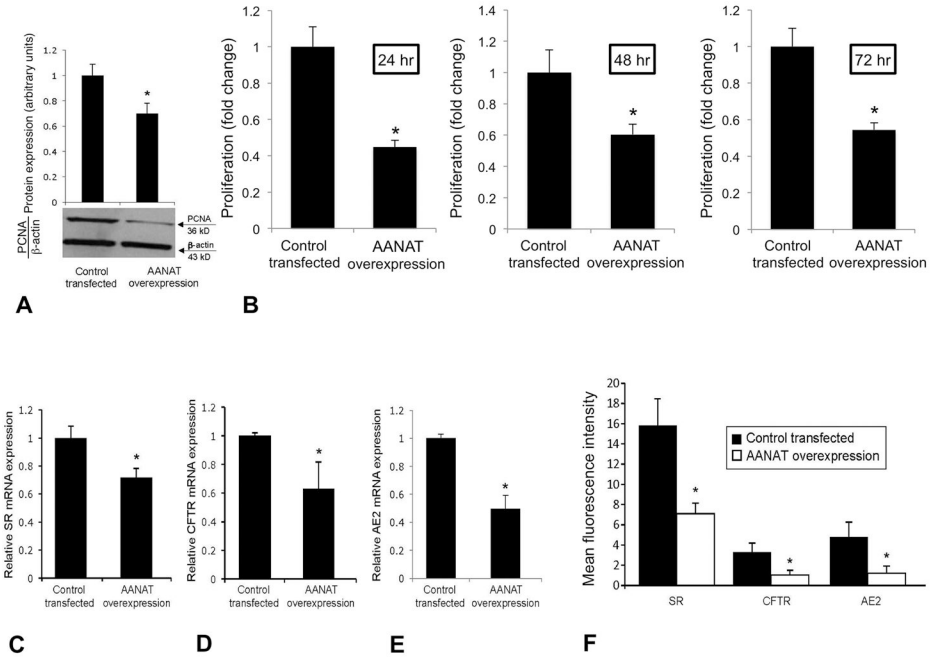 Protein expression (arbitrary units)
1.2
1.0
0.8
0.6
0.4
0.2
0
*
PCNA
β-actin
PCNA
36 kD
β-actin
43 kD
Control
transfected
AANAT
overexpression
A
Proliferation (fold change)
1.2
1
0.8
0.6
0.4
0.2
0
24 hr
*
Control
transfected
AANAT
overexpression
Proliferation (fold change)
1.4
1.2
1
0.8
0.6
0.4
0.2
0
48 hr
*
Control
transfected
AANAT
overexpression
Proliferation (fold change)
1.2
1
0.8
0.6
0.4
0.2
0
72 hr
*
Control
transfected
AANAT
overexpression
B
Relative SR mRNA expression
1.2
1
0.8
0.6
0.4
0.2
0
*
Control
transfected
AANAT
overexpression
C
Relative CFTR mRNA expression
1.2
1
0.8
0.6
0.4
0.2
0
*
Control
transfected
AANAT
overexpression
D
Relative AE2 mRNA expression
1.2
1
0.8
0.6
0.4
0.2
0
*
Control
transfected
AANAT
overexpression
E
Mean fluorescence intensity
20
18
16
14
12
10
8
6
4
2
0
Control transfected
AANAT overexpression
*
*
*
SR
CFTR
AE2
F